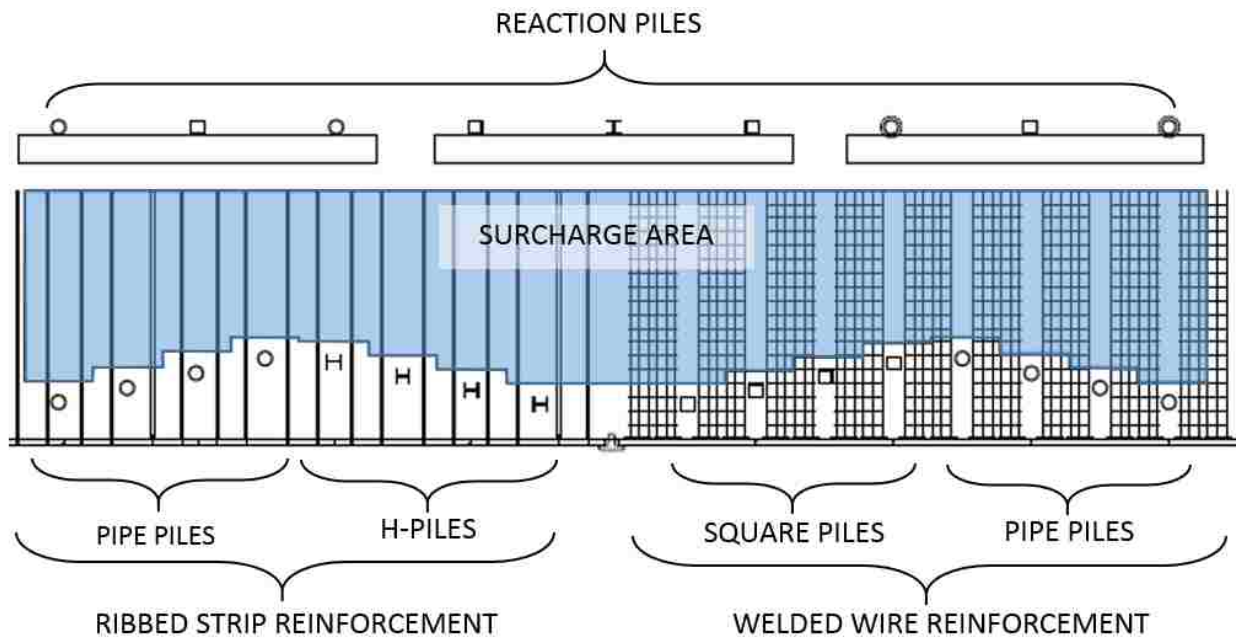 REACTION PILES
SURCHARGE AREA
PIPE PILES
H-PILES
SQUARE PILES
PIPE PILES
RIBBED STRIP REINFORCEMENT
WELDED WIRE REINFORCEMENT